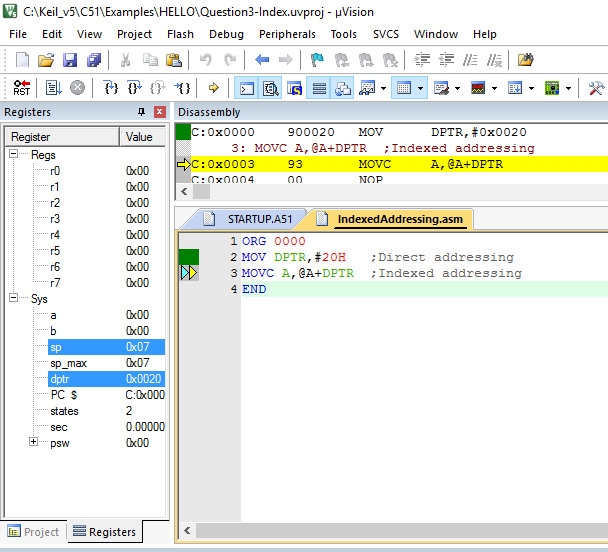 C:\Keil_v5\C51\Examples\HELLO\Question3-Index.uvproj - µVision
File Edit View Project Flash Debug Peripherals Tools SVCS Window Help
RST
Registers
Register Value
Regs
r0 0x00
r1 0x00
r2 0x00
r3 0x00
r4 0x00
r5 0x00
r6 0x00
r7 0x00
Sys
a 0x00
b 0x00
sp 0x07
sp_max 0x07
dptr 0x0020
PC $ C:0x000
states 2
sec 0.00000
psw 0x00
Project Registers
Disassembly
C:0x0000 900020 MOV DPTR,#0x0020
3: MOVC A,@A+DPTR ;Indexed addressing
C:0x0003 93 MOVC A,@A+DPTR
C:0x0004 00 NOP
STARTUP.A51 IndexedAddressing.asm
1 ORG 0000
2 MOV DPTR,#20H ;Direct addressing
3 MOVC A,@A+DPTR ;Indexed addressing
4 END